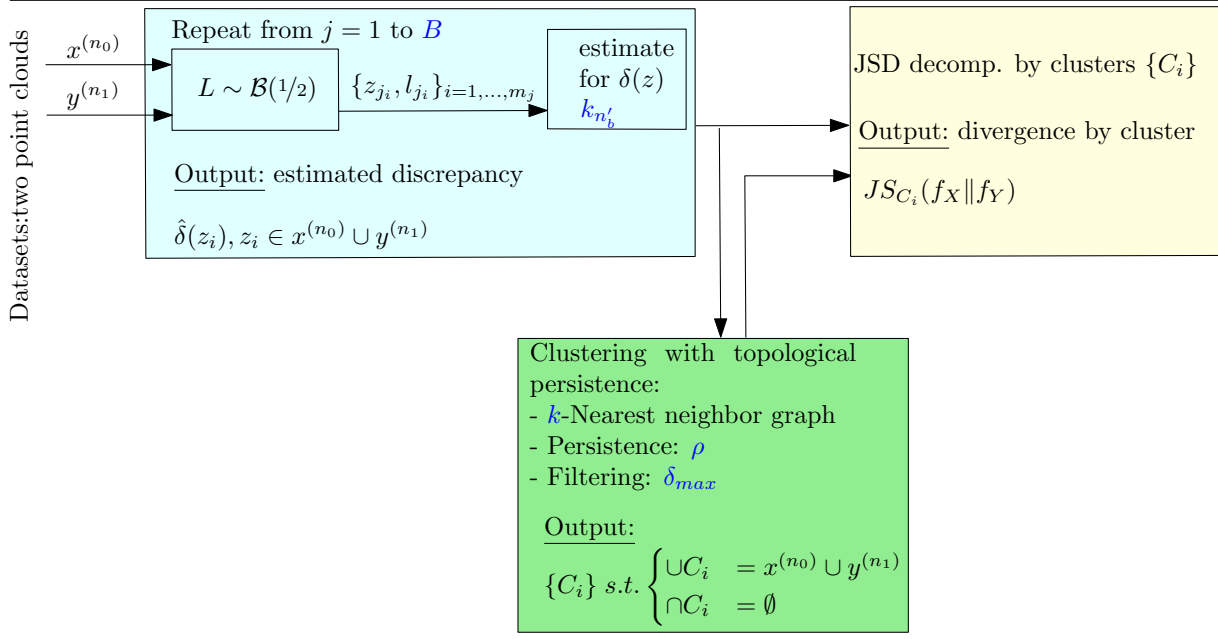 Datasets:two point clouds
x^{(n_0)}
y^{(n_1)}
Repeat from j = 1 to B
L ∼ ℬ(1/2)
{z_{j_i}, l_{j_i}}_{i=1,...,m_j}
estimate
for δ(z)
k_{n'_b}
Output: estimated discrepancy
δ̂(z_i), z_i ∈ x^{(n_0)} ∪ y^{(n_1)}
JSD decomp. by clusters {C_i}
Output: divergence by cluster
JS_{C_i}(f_X‖f_Y)
Clustering with topological
persistence:
- k-Nearest neighbor graph
- Persistence: ρ
- Filtering: δ_{max}
Output:
{C_i} s.t. { ∪C_i = x^{(n_0)} ∪ y^{(n_1)}
∩C_i = ∅